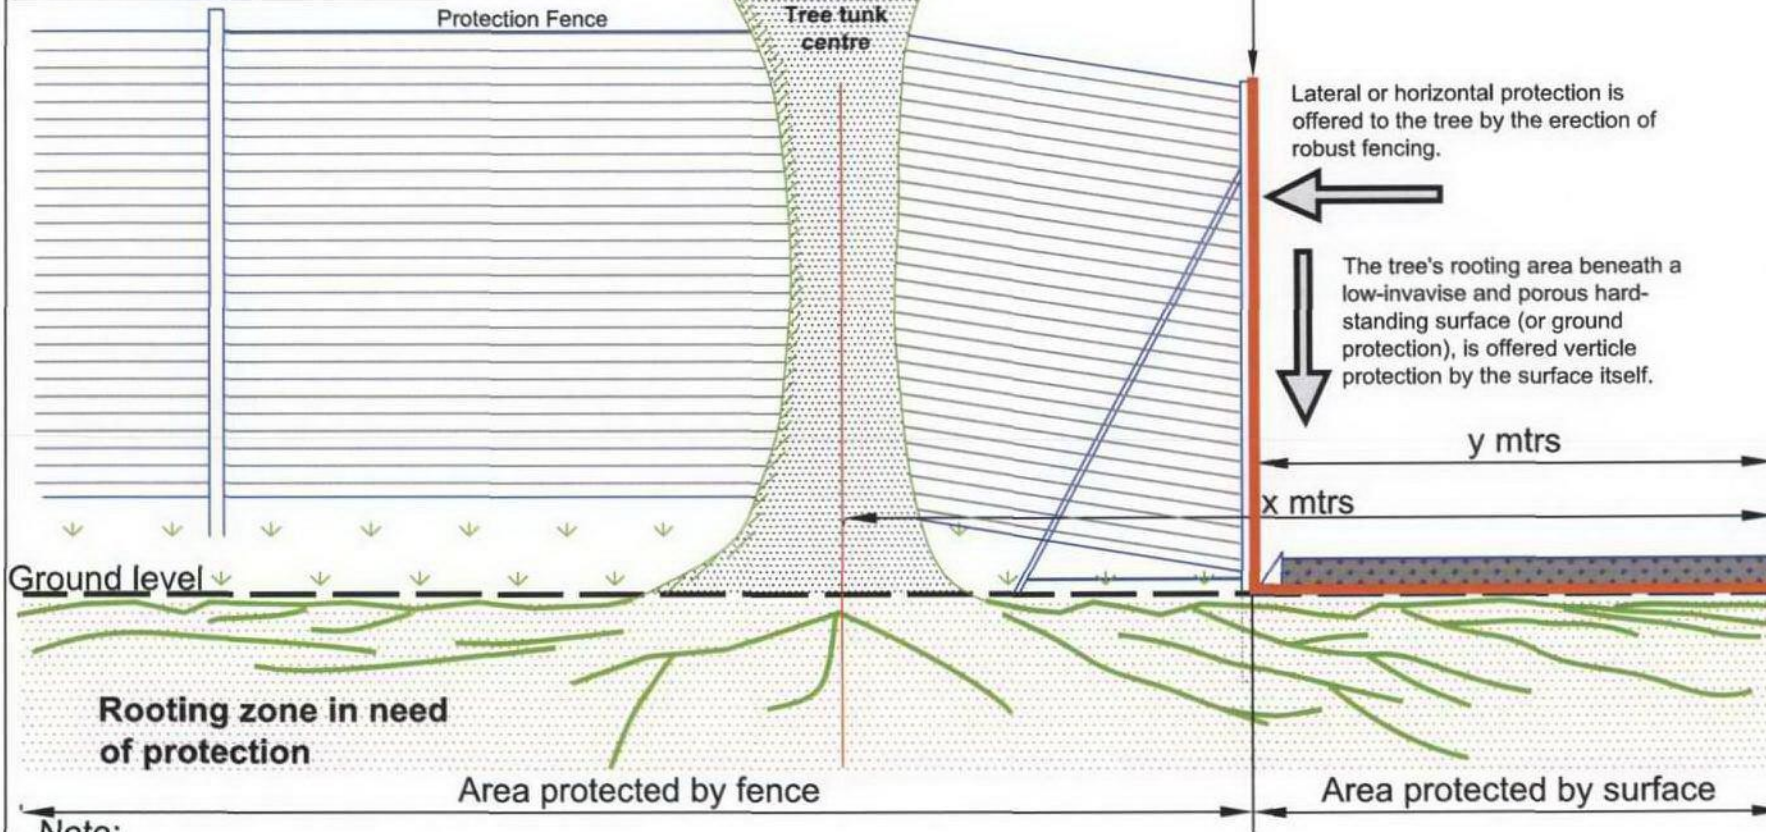 Protection Fence
Tree tunk
centre
Lateral or horizontal protection is
offered to the tree by the erection of
robust fencing.
The tree's rooting area beneath a
low-invavise and porous hard-
standing surface (or ground
protection), is offered verticle
protection by the surface itself.
y mtrs
x mtrs
Ground level
Rooting zone in need
of protection
Area protected by fence
Area protected by surface
Note: